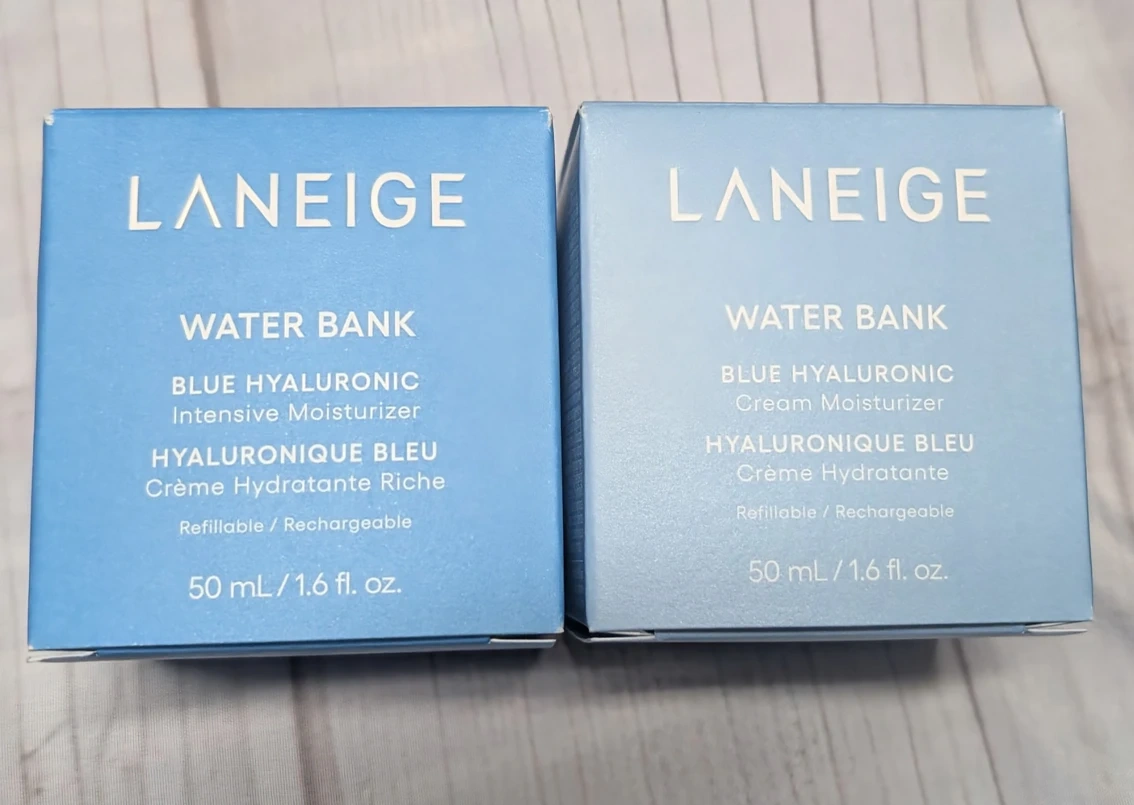 LANEIGE
WATER BANK
BLUE HYALURONIC
Intensive Moisturizer
HYALURONIQUE BLEU
Crème Hydratante Riche
Refillable / Rechargeable
50 mL / 1.6 fl. oz.
LANEIGE
WATER BANK
BLUE HYALURONIC
Cream Moisturizer
HYALURONIQUE BLEU
Crème Hydratante
Refillable / Rechargeable
50 mL / 1.6 fl. oz.